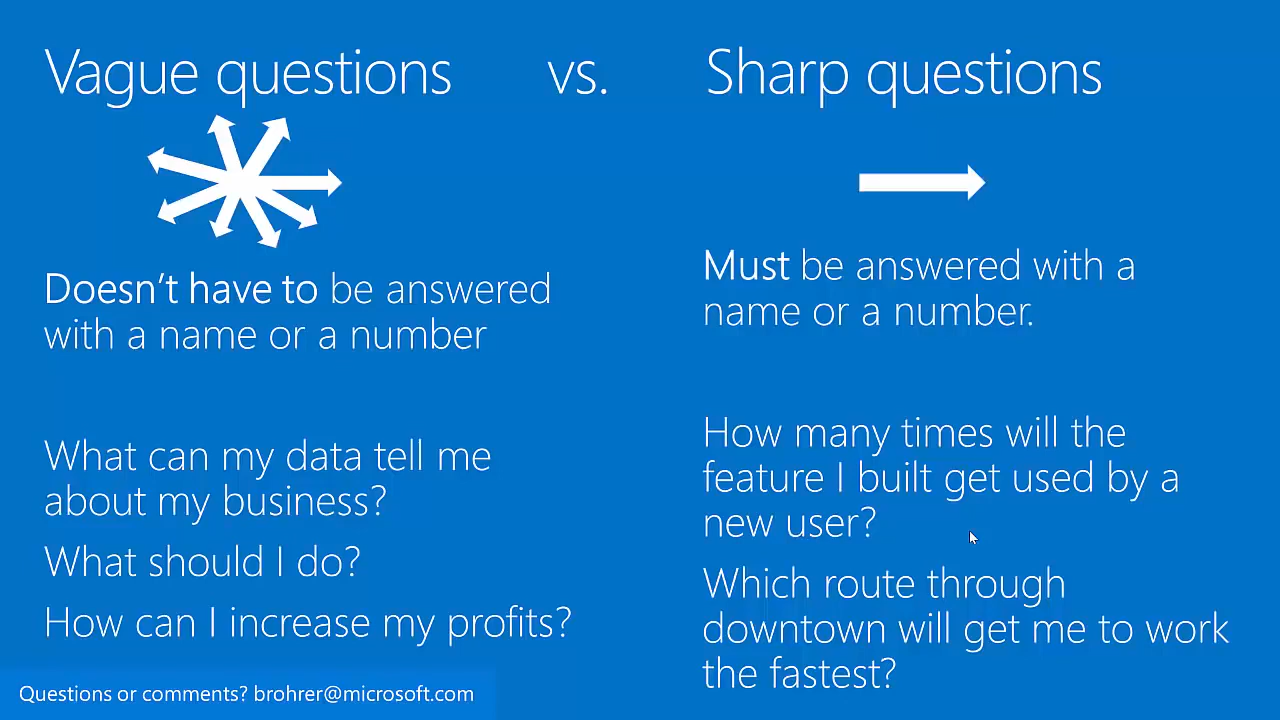 Vague questions vs. Sharp questions
Doesn't have to be answered
with a name or a number
What can my data tell me
about my business?
What should I do?
How can I increase my profits?
Must be answered with a
name or a number.
How many times will the
feature I built get used by a
new user?
Which route through
downtown will get me to work
the fastest?
Questions or comments? brohrer@microsoft.com